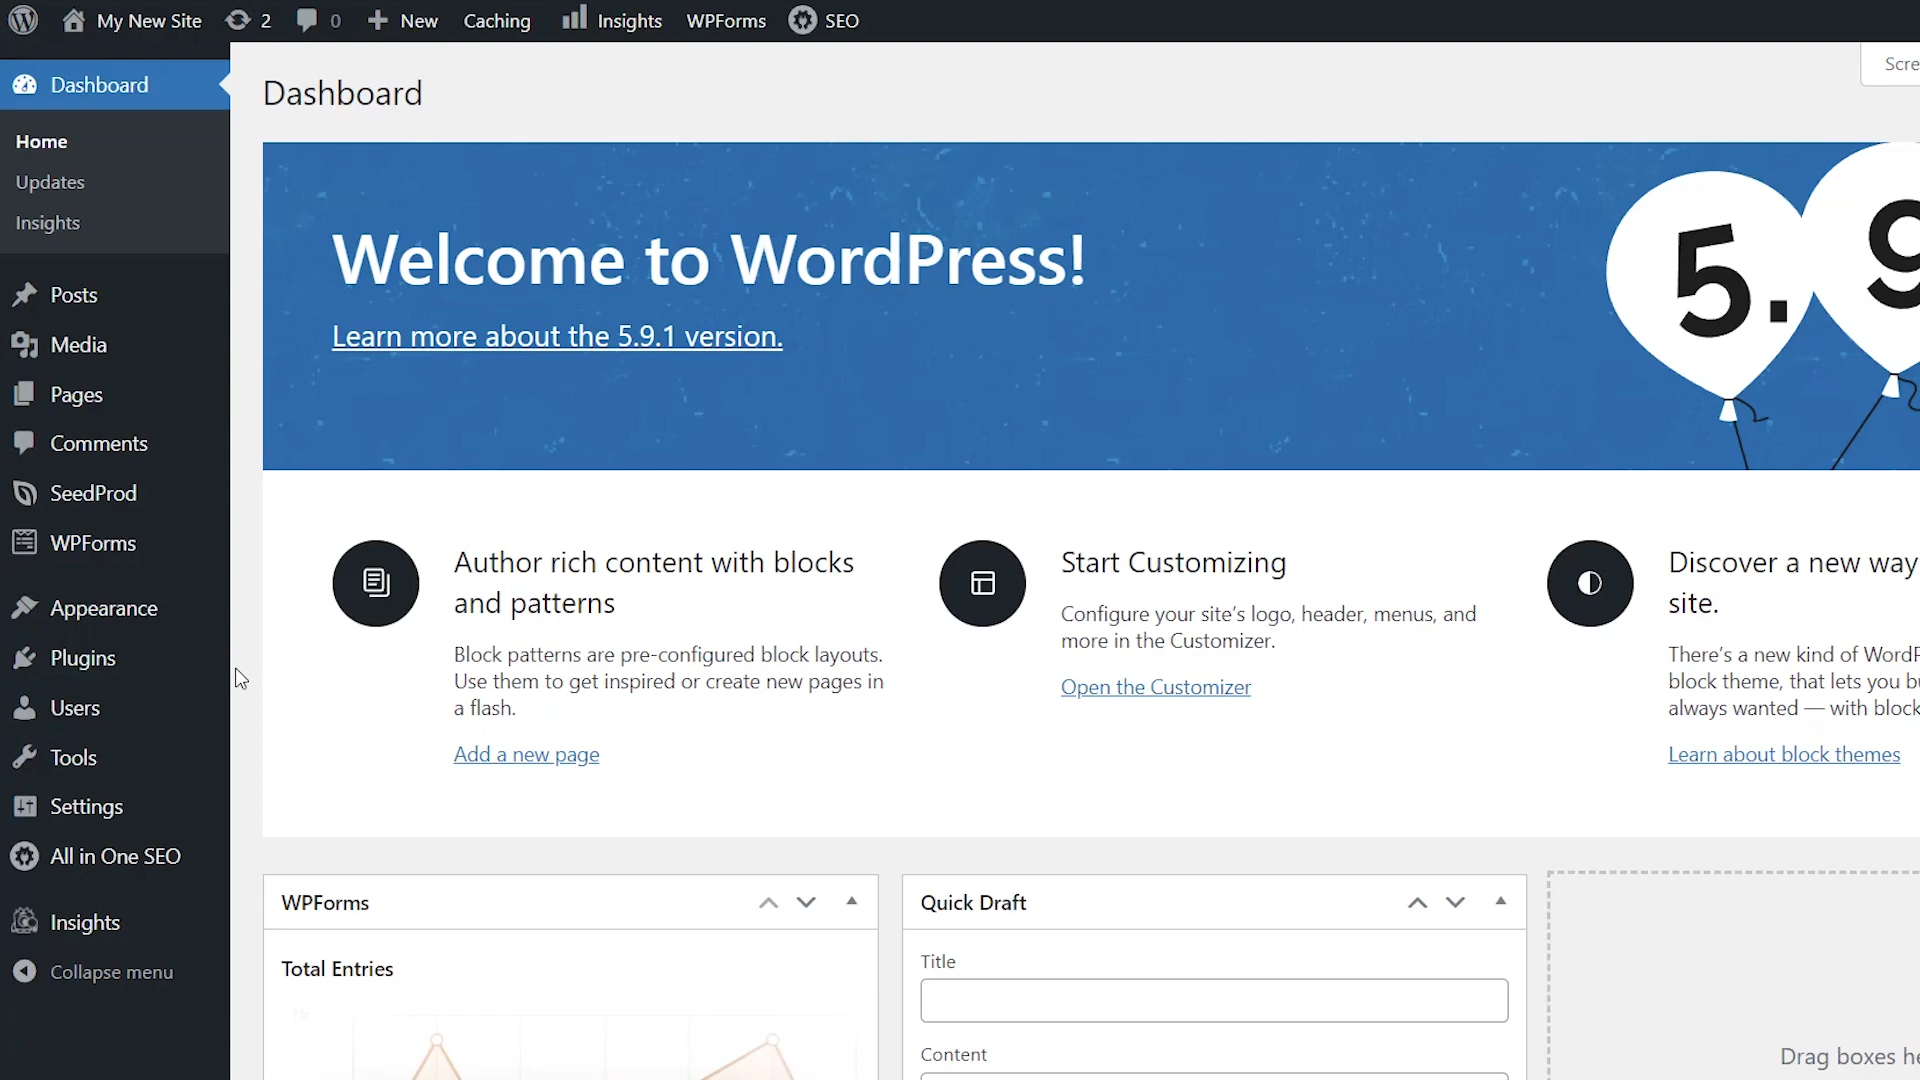 My New Site 2 0 New Caching Insights WPForms SEO
Dashboard
Home
Updates
Insights
Posts
Media
Pages
Comments
SeedProd
WPForms
Appearance
Plugins
Users
Tools
Settings
All in One SEO
Insights
Collapse menu
Scre
Dashboard
Welcome to WordPress!
Learn more about the 5.9.1 version.
5.9
Author rich content with blocks
and patterns
Block patterns are pre-configured block layouts.
Use them to get inspired or create new pages in
a flash.
Add a new page
Start Customizing
Configure your site’s logo, header, menus, and
more in the Customizer.
Open the Customizer
Discover a new way
site.
There’s a new kind of WordP
block theme, that lets you bu
always wanted — with block
Learn about block themes
WPForms
Total Entries
Quick Draft
Title
Content
Drag boxes he